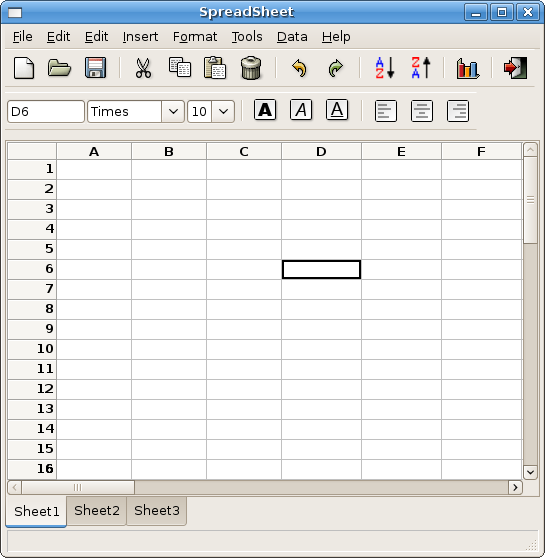 SpreadSheet
File Edit Edit Insert Format Tools Data Help
A Z Z A
D6 Times 10 A A A
A B C D E F
1
2
3
4
5
6
7
8
9
10
11
12
13
14
15
16
Sheet1 Sheet2 Sheet3